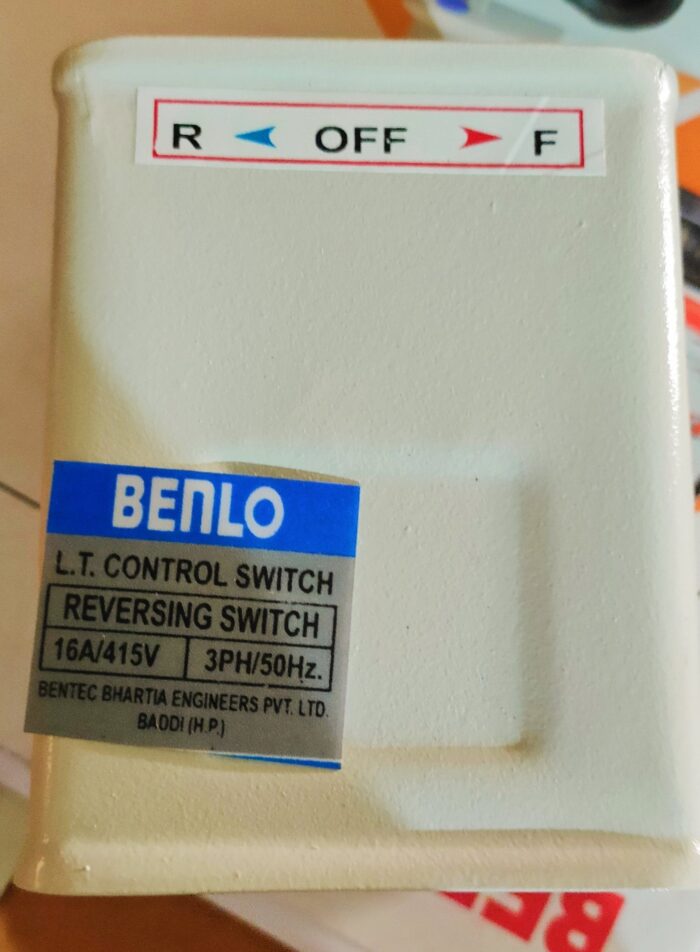 R OFF F
BENLO
L.T. CONTROL SWITCH
REVERSING SWITCH
16A/415V 3PH/50Hz.
BENTEC BHARTIA ENGINEERS PVT. LTD.
BADDI (H.P.)